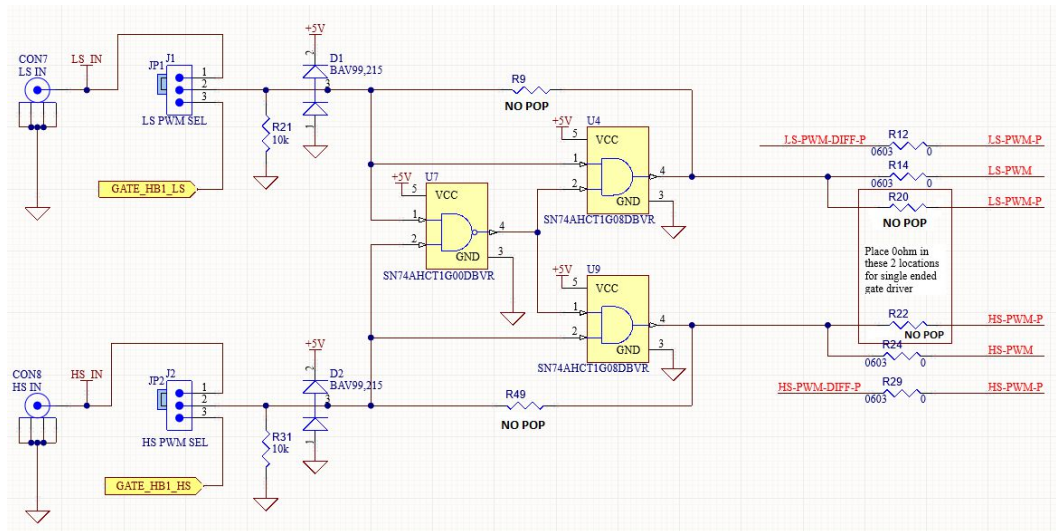 +5V
CON7
LS IN
LS_IN
JP1
J1
1
2
3
LS PWM SEL
D1
BAV99,215
2
3
1
R21
10k
GATE_HB1_LS
R9
NO POP
+5V
U4
5
VCC
1
2
4
GND
3
SN74AHCT1G08DBVR
+5V
U7
5
VCC
1
2
4
GND
3
SN74AHCT1G00DBVR
+5V
U9
5
VCC
1
2
4
GND
3
SN74AHCT1G08DBVR
LS-PWM-DIFF-P
R12
0603
0
LS-PWM-P
R14
0603
0
LS-PWM
R20
NO POP
LS-PWM-P
Place 0ohm in
these 2 locations
for single ended
gate driver
R22
NO POP
HS-PWM-P
R24
0603
0
HS-PWM
HS-PWM-DIFF-P
R29
0603
0
HS-PWM-P
+5V
CON8
HS IN
HS_IN
JP2
J2
1
2
3
HS PWM SEL
D2
BAV99,215
2
3
1
R31
10k
R49
NO POP
GATE_HB1_HS